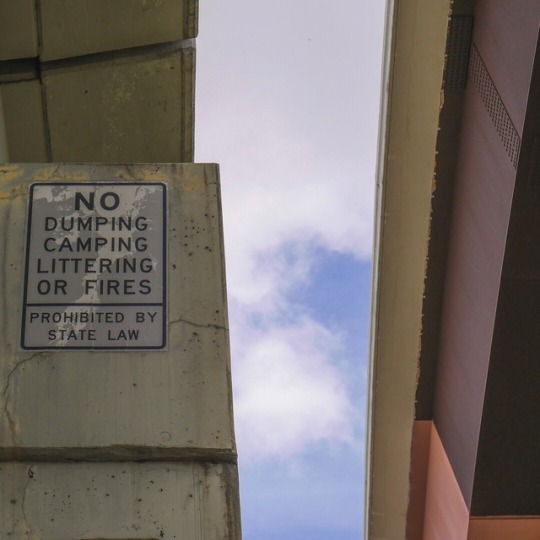 NO
DUMPING
CAMPING
LITTERING
OR FIRES
PROHIBITED BY
STATE LAW